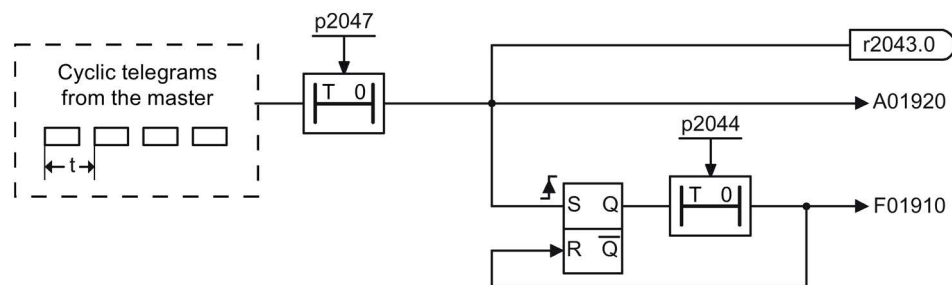 p2047
r2043.0
Cyclic telegrams
from the master
T 0
A01920
p2044
t
S Q
T 0
F01910
R Q̅